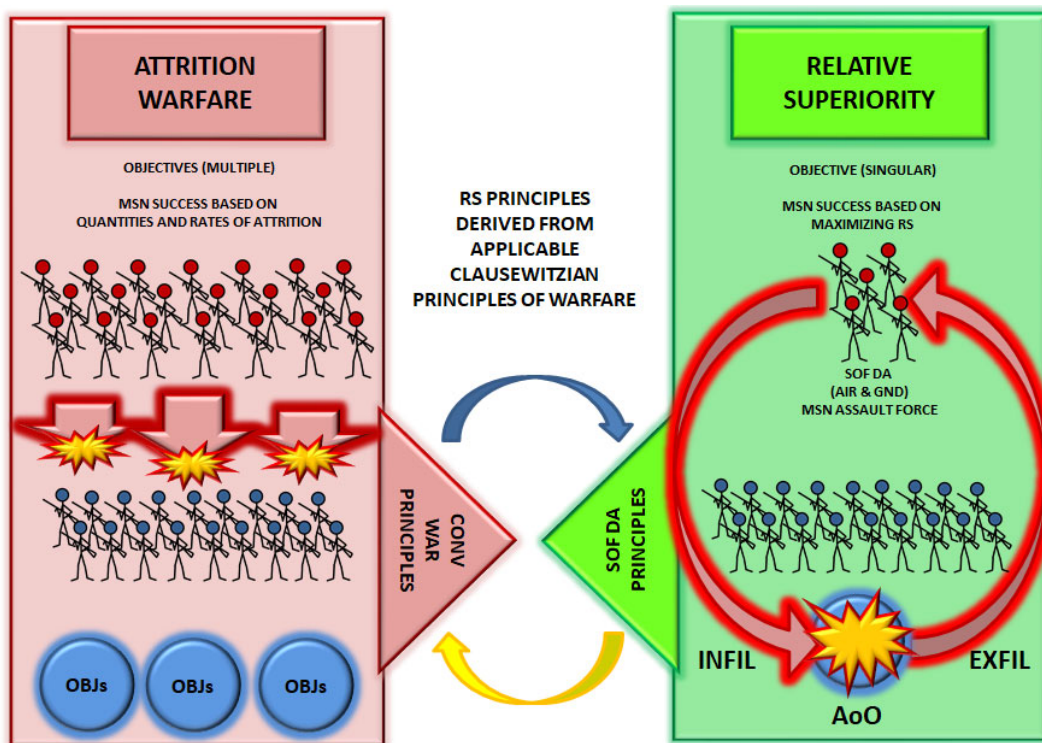 ATTRITION
WARFARE
OBJECTIVES (MULTIPLE)
MSN SUCCESS BASED ON
QUANTITIES AND RATES OF ATTRITION
OBJs
OBJs
OBJs
CONV
WAR
PRINCIPLES
RS PRINCIPLES
DERIVED FROM
APPLICABLE
CLAUSEWITZIAN
PRINCIPLES OF WARFARE
SOF DA
PRINCIPLES
RELATIVE
SUPERIORITY
OBJECTIVE (SINGULAR)
MSN SUCCESS BASED ON
MAXIMIZING RS
SOF DA
(AIR & GND)
MSN ASSAULT FORCE
INFIL
EXFIL
AoO